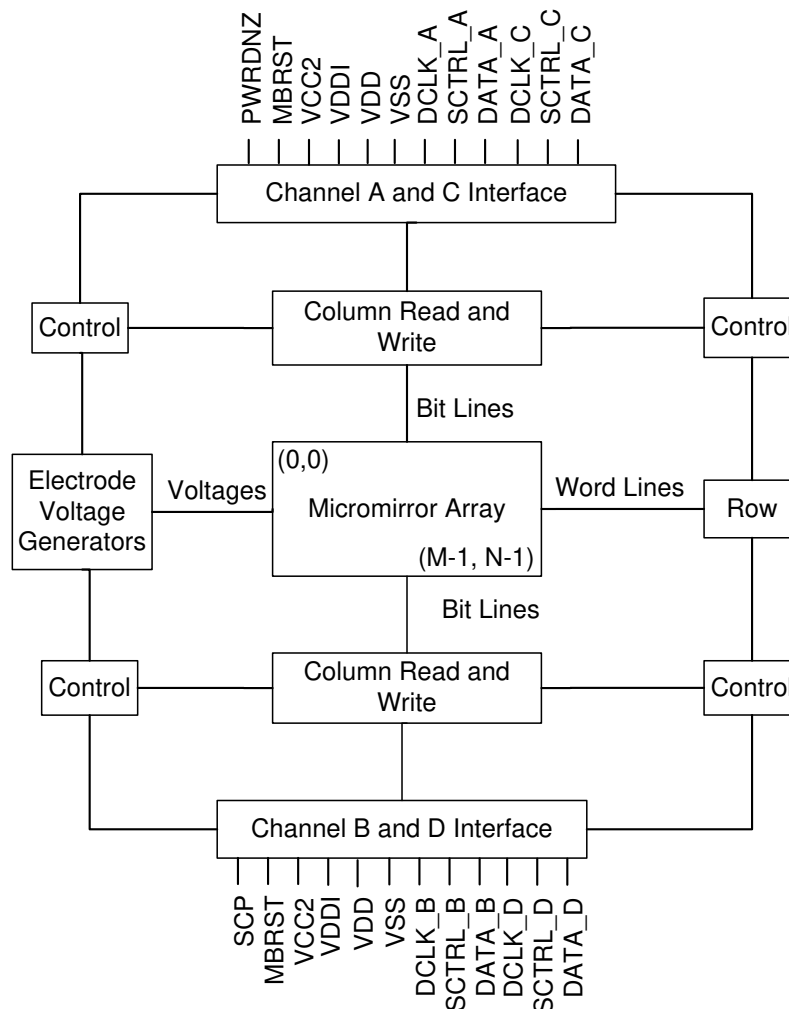 PWRDNZ
MBRST
VCC2
VDDI
VDD
VSS
DCLK_A
SCTRL_A
DATA_A
DCLK_C
SCTRL_C
DATA_C
Channel A and C Interface
Control
Column Read and
Write
Control
Bit Lines
Electrode
Voltage
Generators
Voltages
(0,0)
Micromirror Array
(M-1, N-1)
Word Lines
Row
Bit Lines
Control
Column Read and
Write
Control
Channel B and D Interface
SCP
MBRST
VCC2
VDDI
VDD
VSS
DCLK_B
SCTRL_B
DATA_B
DCLK_D
SCTRL_D
DATA_D